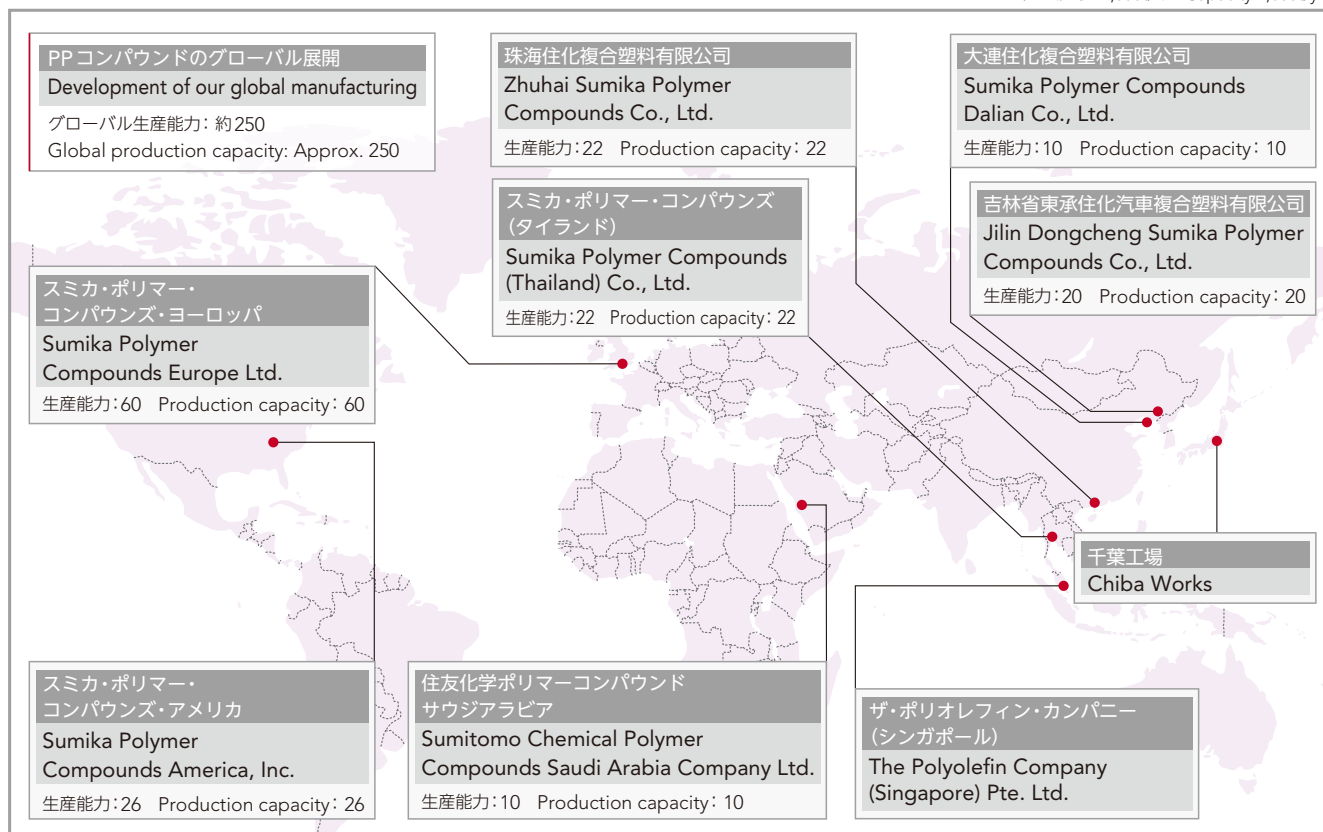 PPコンパウンドのグローバル展開
Development of our global manufacturing
グローバル生産能力：約250
Global production capacity: Approx. 250
珠海住化複合塑料有限公司
Zhuhai Sumika Polymer
Compounds Co., Ltd.
生産能力：22 Production capacity: 22
大連住化複合塑料有限公司
Sumika Polymer Compounds
Dalian Co., Ltd.
生産能力：10 Production capacity: 10
スミカ・ポリマー・コンパウンズ
（タイランド）
Sumika Polymer Compounds
(Thailand) Co., Ltd.
生産能力：22 Production capacity: 22
吉林省東承住化汽車複合塑料有限公司
Jilin Dongcheng Sumika Polymer
Compounds Co., Ltd.
生産能力：20 Production capacity: 20
スミカ・ポリマー・
コンパウンズ・ヨーロッパ
Sumika Polymer
Compounds Europe Ltd.
生産能力：60 Production capacity: 60
千葉工場
Chiba Works
スミカ・ポリマー・
コンパウンズ・アメリカ
Sumika Polymer
Compounds America, Inc.
生産能力：26 Production capacity: 26
住友化学ポリマーコンパウンド
サウジアラビア
Sumitomo Chemical Polymer
Compounds Saudi Arabia Company Ltd.
生産能力：10 Production capacity: 10
ザ・ポリオレフィン・カンパニー
（シンガポール）
The Polyolefin Company
(Singapore) Pte. Ltd.